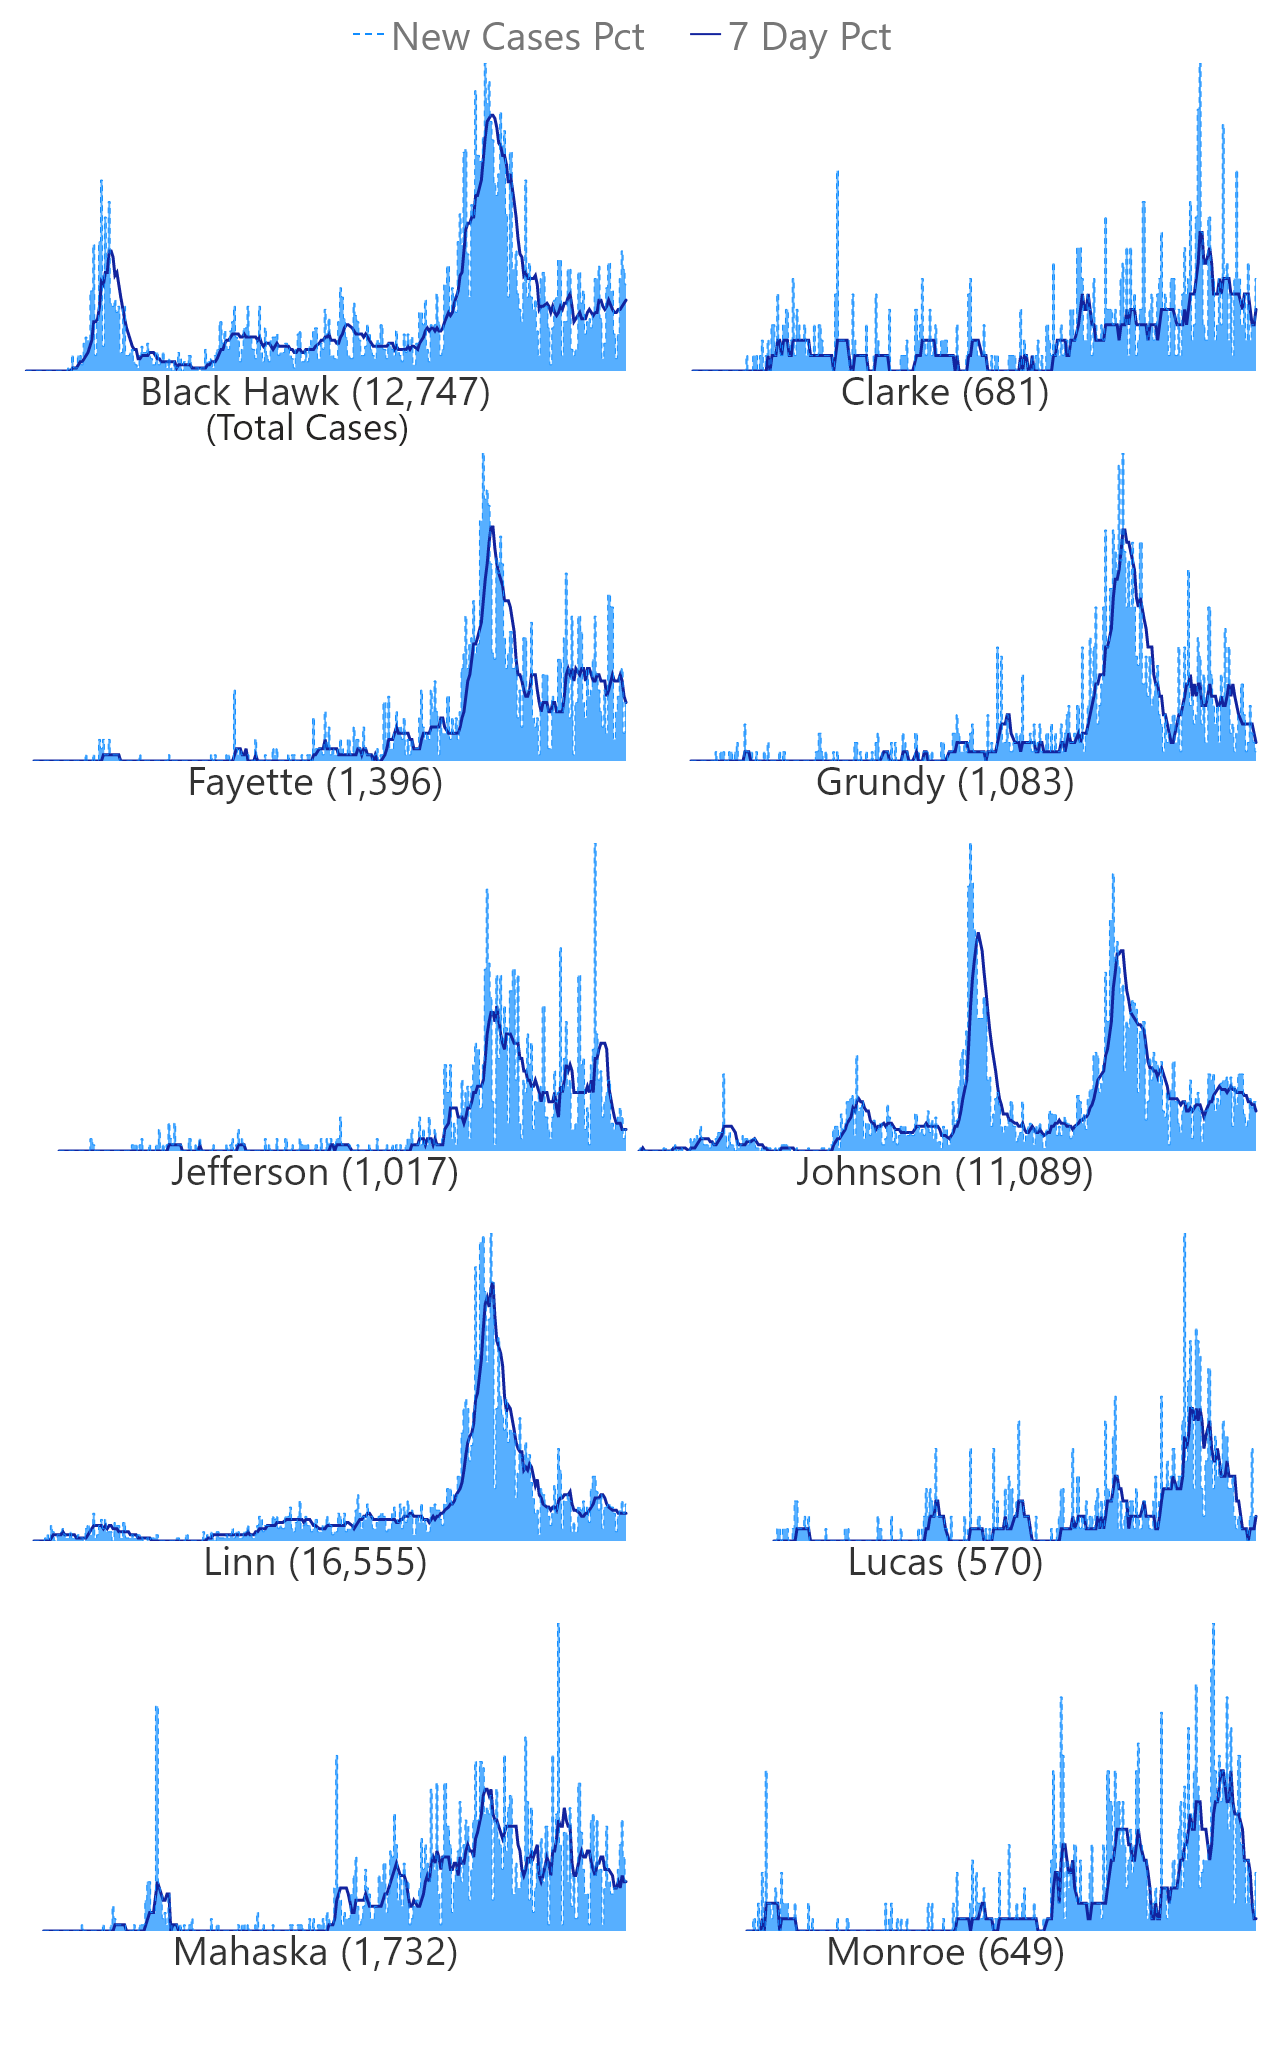 New Cases Pct 7 Day Pct
Black Hawk (12,747)
(Total Cases)
Clarke (681)
Fayette (1,396)
Grundy (1,083)
Jefferson (1,017)
Johnson (11,089)
Linn (16,555)
Lucas (570)
Mahaska (1,732)
Monroe (649)